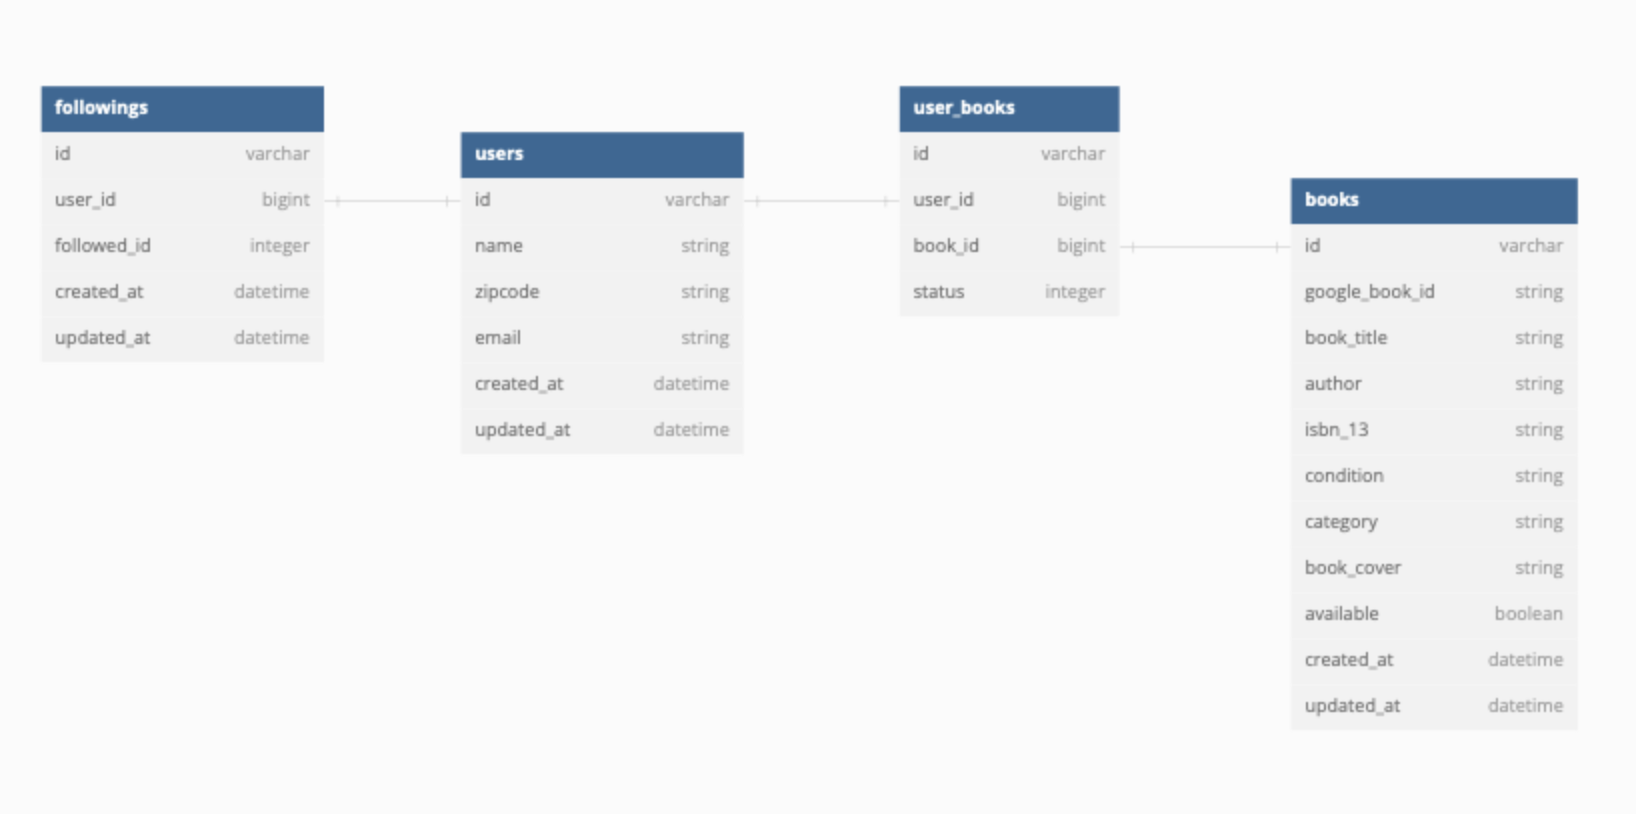 followings
id varchar
user_id bigint
followed_id integer
created_at datetime
updated_at datetime
users
id varchar
name string
zipcode string
email string
created_at datetime
updated_at datetime
user_books
id varchar
user_id bigint
book_id bigint
status integer
books
id varchar
google_book_id string
book_title string
author string
isbn_13 string
condition string
category string
book_cover string
available boolean
created_at datetime
updated_at datetime